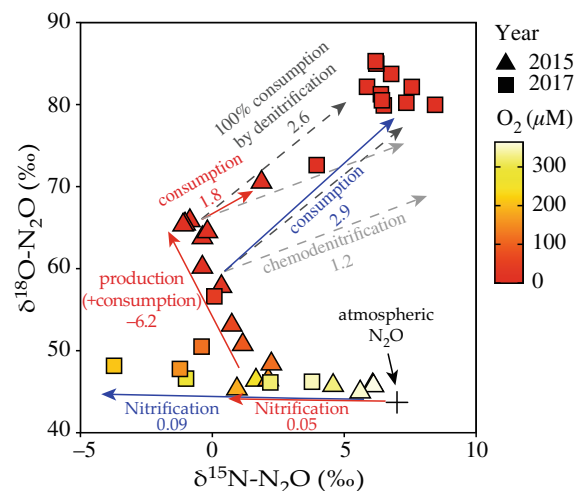 90
80
70
60
50
40
δ¹⁸O-N₂O (‰)
−5
0
5
10
δ¹⁵N-N₂O (‰)
100% consumption
by denitrification
2.6
consumption
1.8
consumption
2.9
chemodenitrification
1.2
production
(+consumption)
−6.2
atmospheric
N₂O
Nitrification
0.09
Nitrification
0.05
Year
2015
2017
O₂ (μM)
300
200
100
0